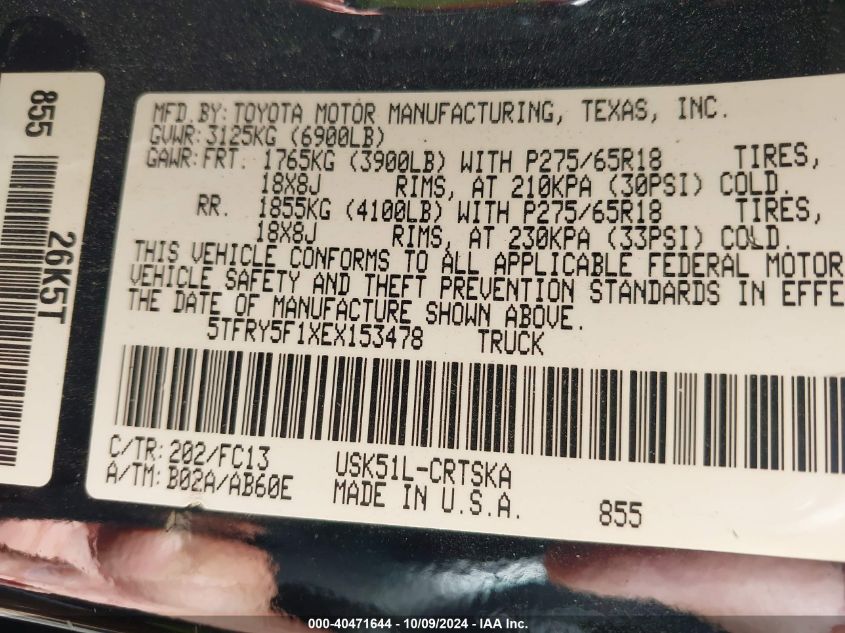 855
26K5T
MFD.BY: TOYOTA MOTOR MANUFACTURING, TEXAS, INC.
GVWR: 3125KG (6900LB)
GAWR: FRT. 1765KG (3900LB) WITH P275/65R18 TIRES,
18X8J RIMS, AT 210KPA (30PSI) COLD.
RR. 1855KG (4100LB) WITH P275/65R18 TIRES,
18X8J RIMS, AT 230KPA (33PSI) COLD.
THIS VEHICLE CONFORMS TO ALL APPLICABLE FEDERAL MOTOR
VEHICLE SAFETY AND THEFT PREVENTION STANDARDS IN EFFE
THE DATE OF MANUFACTURE SHOWN ABOVE.
5TFRY5F1XEX153478 TRUCK
C/TR: 202/FC13 USK51L-CRTSKA
A/TM: B02A/AB60E MADE IN U.S.A. 855
000-40471644 - 10/09/2024 - IAA Inc.